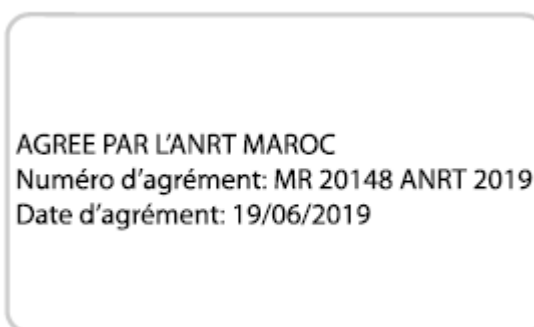 AGREE PAR L'ANRT MAROC
Numéro d'agrément: MR 20148 ANRT 2019
Date d'agrément: 19/06/2019